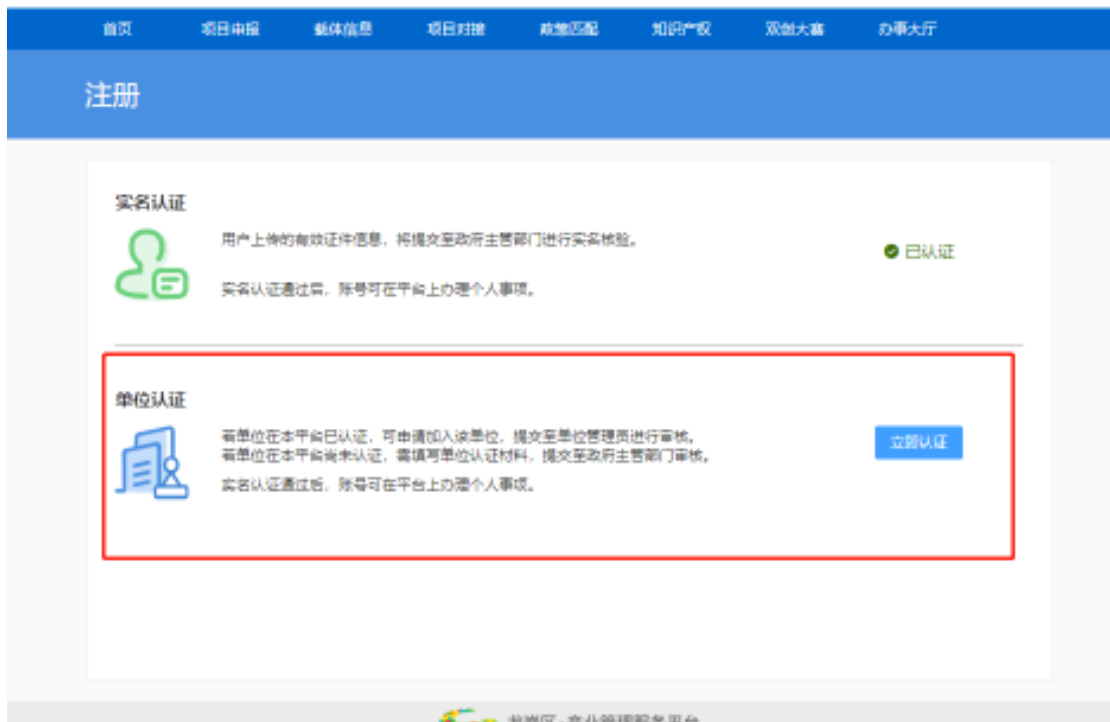 首页 项目申报 载体信息 项目对接 政策匹配 知识产权 双创大赛 办事大厅
注册
实名认证
用户上传的有效证件信息，将提交至政府主管部门进行实名核验。
已认证
实名认证通过后，账号可在平台上办理个人事项。
单位认证
若单位在本平台已认证，可申请加入该单位，提交至单位管理员进行审核。
若单位在本平台尚未认证，需填写单位认证材料，提交至政府主管部门审核。
立即认证
实名认证通过后，账号可在平台上办理个人事项。